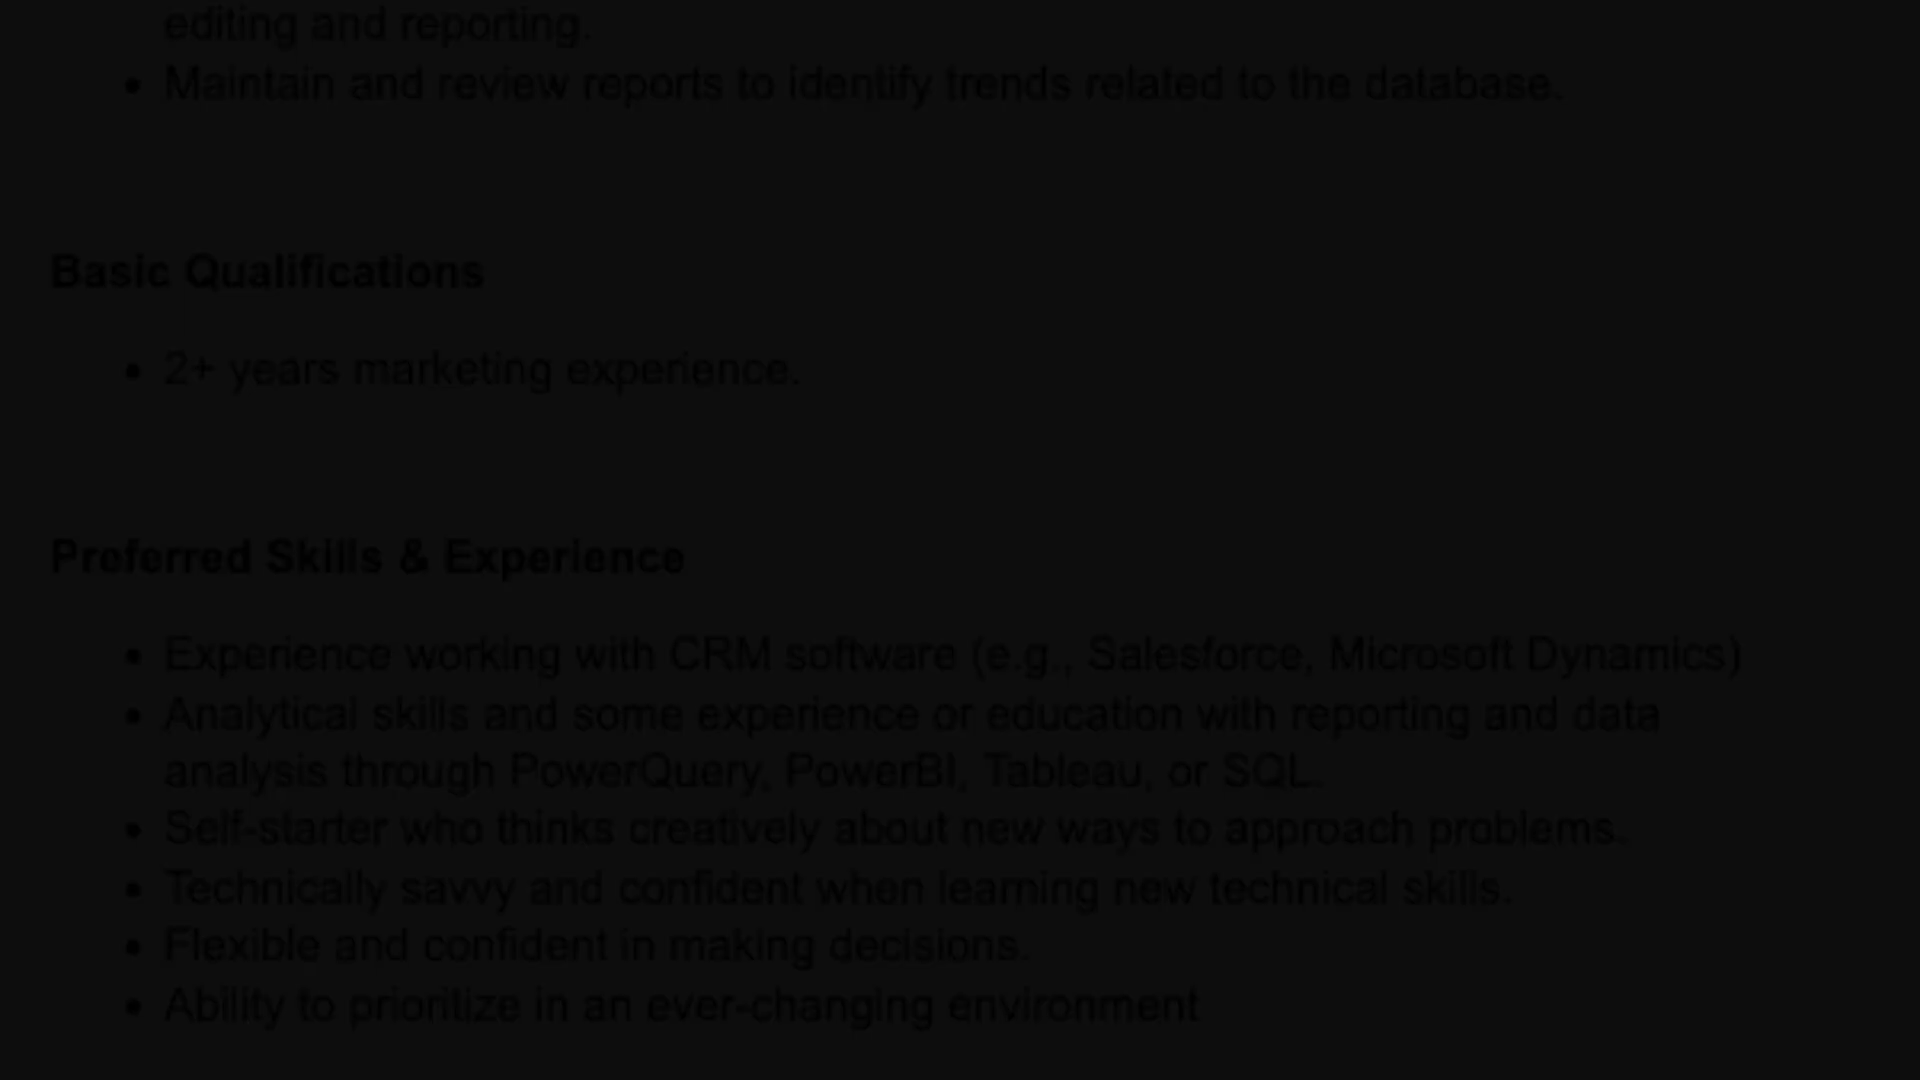 editing and reporting.
• Maintain and review reports to identify trends related to the database.
Basic Qualifications
• 2+ years marketing experience.
Preferred Skills & Experience
• Experience working with CRM software (e.g., Salesforce, Microsoft Dynamics)
• Analytical skills and some experience or education with reporting and data
analysis through PowerQuery, PowerBI, Tableau, or SQL.
• Self-starter who thinks creatively about new ways to approach problems.
• Technically savvy and confident when learning new technical skills.
• Flexible and confident in making decisions.
• Ability to prioritize in an ever-changing environment